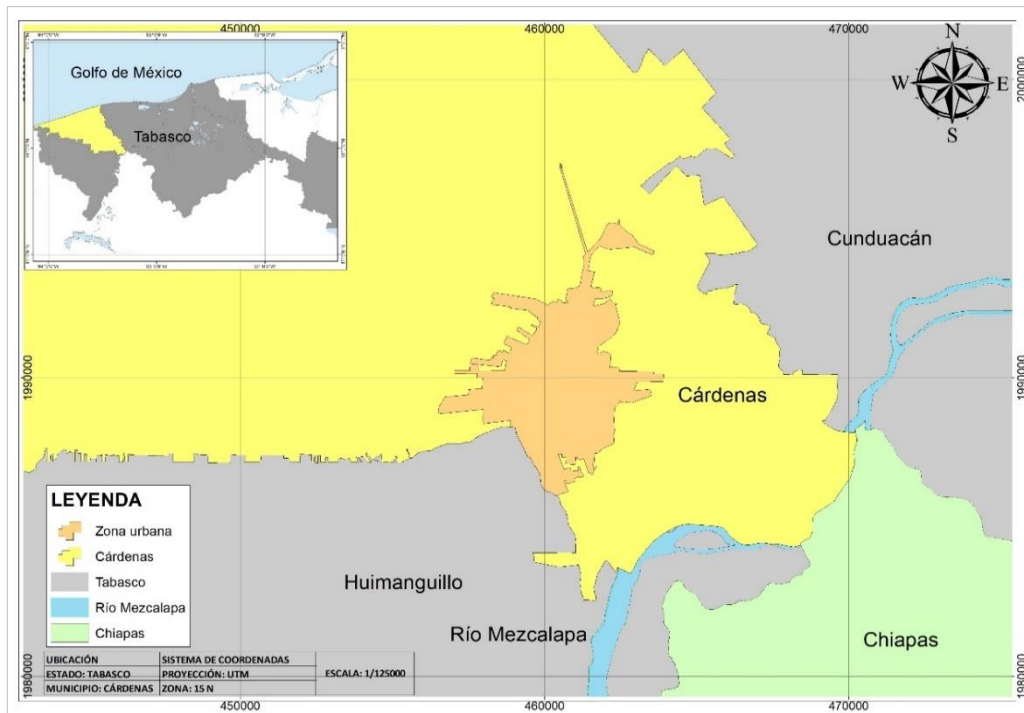 450000 460000 470000
N
W E
S
2000000
Golfo de México
Tabasco
Cunduacán
1990000 1990000
Cárdenas
LEYENDA
Zona urbana
Cárdenas
Tabasco
Río Mezcalapa
Chiapas
Huimanguillo
Río Mezcalapa
Chiapas
UBICACIÓN SISTEMA DE COORDENADAS
ESTADO: TABASCO PROYECCIÓN: UTM ESCALA: 1/125000
MUNICIPIO: CÁRDENAS ZONA: 15 N
1980000 1980000
450000 460000 470000